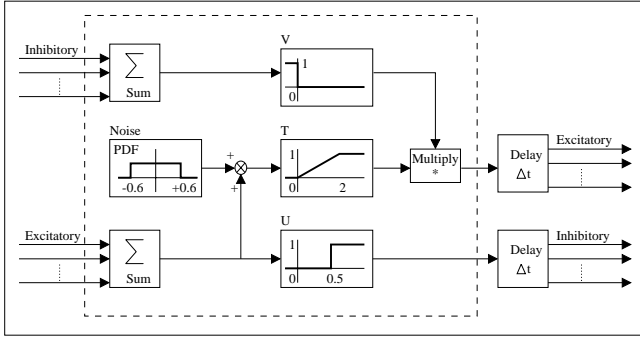 V
Inhibitory
∑
Sum
1
0
Noise
PDF
-0.6 +0.6
+
+
T
1
0 2
Multiply
*
Delay
Δt
Excitatory
Excitatory
∑
Sum
U
1
0 0.5
Delay
Δt
Inhibitory